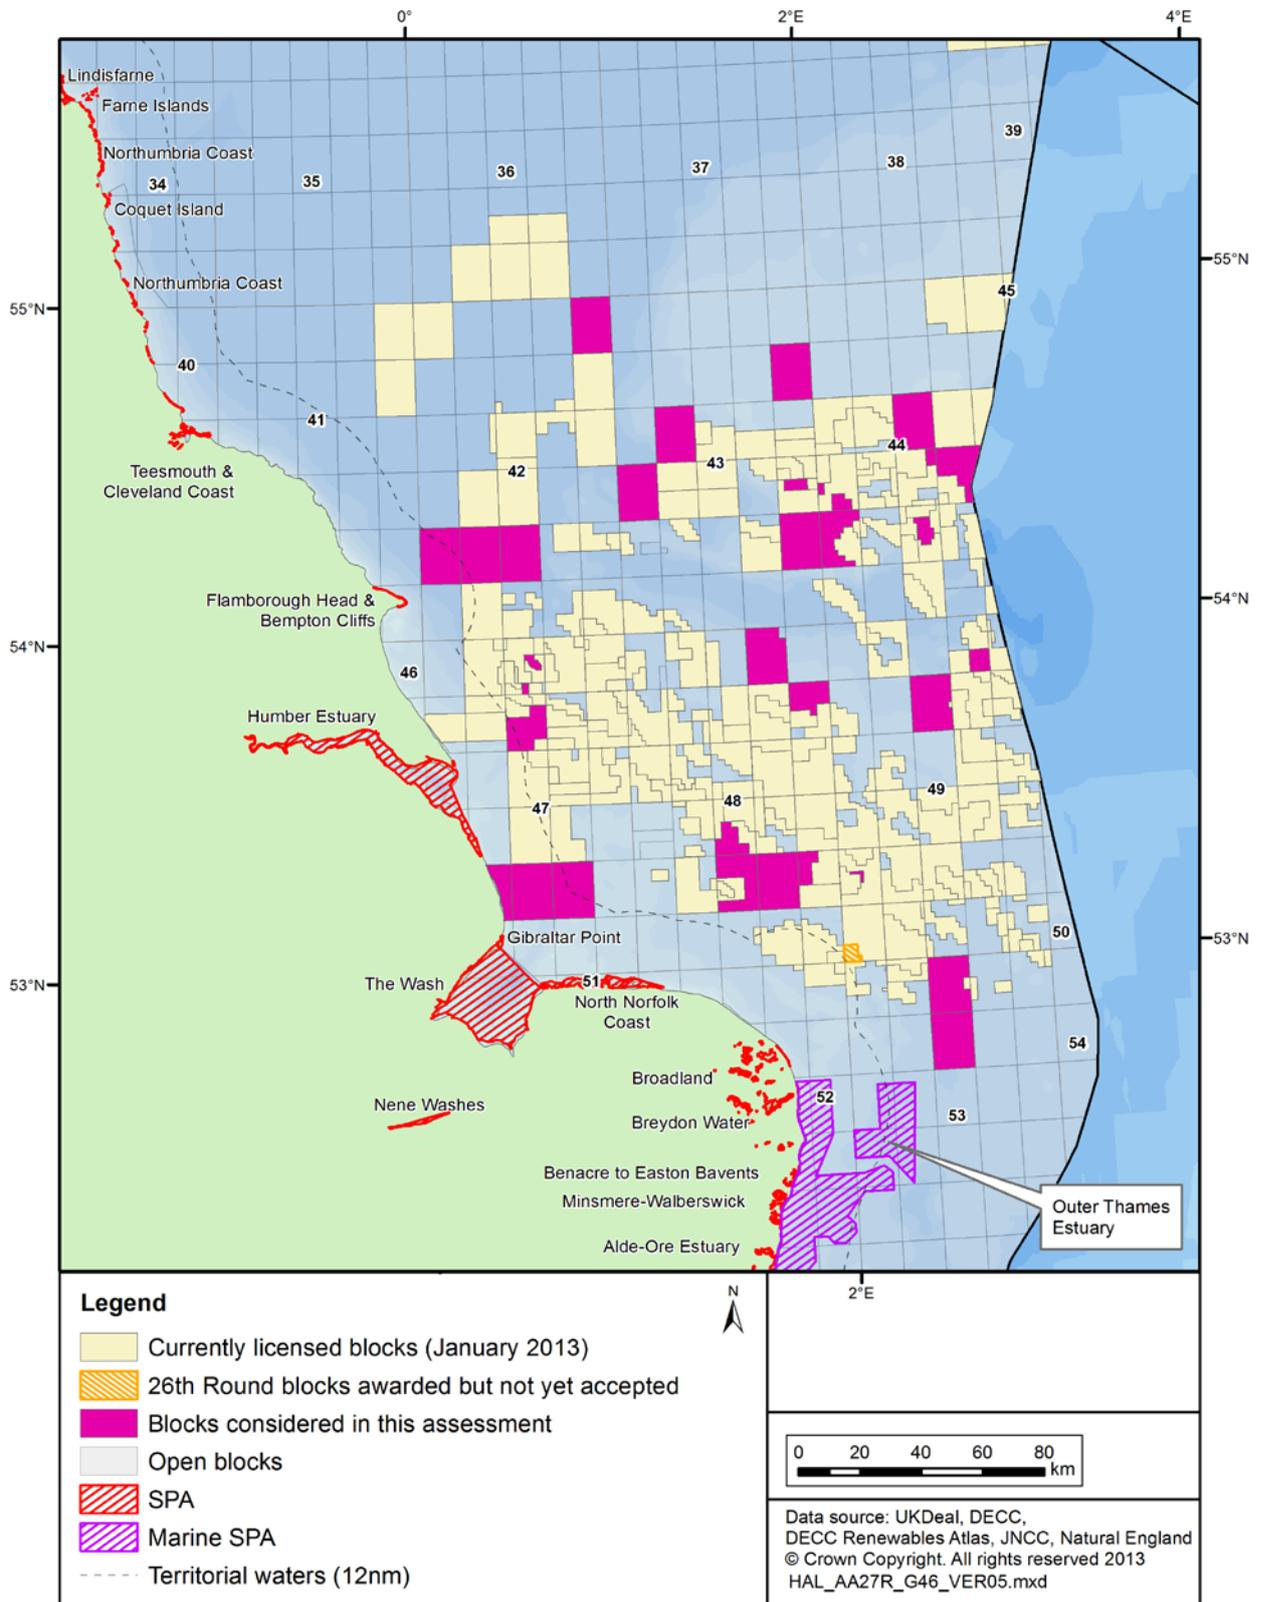 0°
2°E
4°E
Lindisfarne
Farne Islands
39
Northumbria Coast
38
37
36
35
34
Coquet Island
55°N
Northumbria Coast
45
55°N
40
41
44
43
42
Teesmouth &
Cleveland Coast
54°N
Flamborough Head &
Bempton Cliffs
54°N
46
Humber Estuary
49
48
47
50
53°N
Gibraltar Point
The Wash
51
53°N
North Norfolk
Coast
54
Broadland
52
Nene Washes
53
Breydon Water
Benacre to Easton Bavents
Minsmere-Walberswick
Outer Thames
Estuary
Alde-Ore Estuary
2°E
N
Legend
Currently licensed blocks (January 2013)
26th Round blocks awarded but not yet accepted
Blocks considered in this assessment
Open blocks
SPA
Marine SPA
Territorial waters (12nm)
0 20 40 60 80
km
Data source: UKDeal, DECC,
DECC Renewables Atlas, JNCC, Natural England
© Crown Copyright. All rights reserved 2013
HAL_AA27R_G46_VER05.mxd